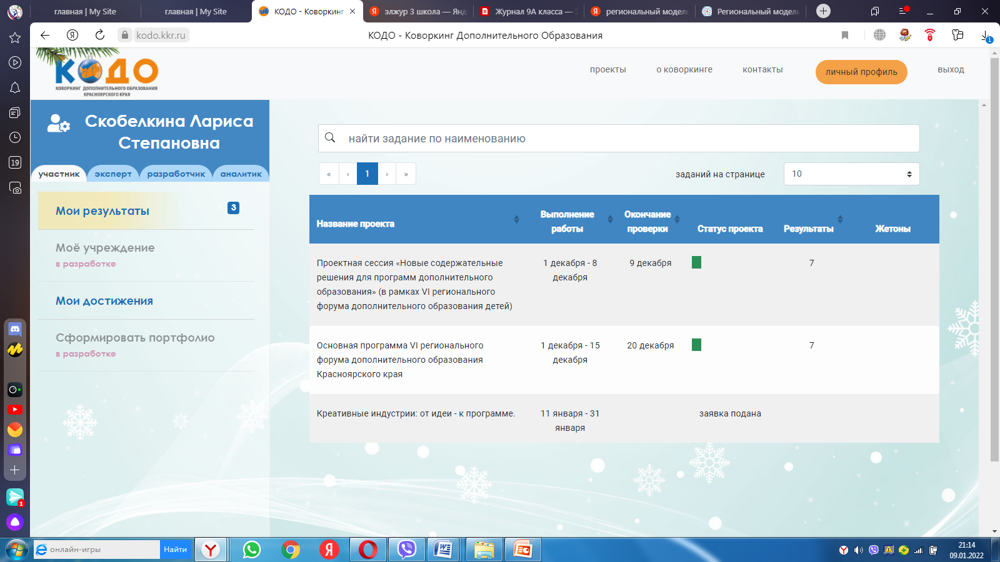 главная | My Site
главная | My Site
КОДО - Коворкинг
элжур 3 школа — Янд
Журнал 9А класса —
региональный модель
Региональный модель
kodo.kkr.ru
КОДО - Коворкинг Дополнительного Образования
1
КОДО
КОВОРКИНГ ДОПОЛНИТЕЛЬНОГО ОБРАЗОВАНИЯ
КРАСНОЯРСКОГО КРАЯ
проекты
о коворкинге
контакты
личный профиль
выход
Скобелкина Лариса
Степановна
участник
эксперт
разработчик
аналитик
Мои результаты
3
Моё учреждение
в разработке
Мои достижения
Сформировать портфолио
в разработке
найти задание по наименованию
« ‹ 1 › »
заданий на странице
10
Название проекта
Выполнение
работы
Окончание
проверки
Статус проекта
Результаты
Жетоны
Проектная сессия «Новые содержательные
решения для программ дополнительного
образования» (в рамках VI регионального
форума дополнительного образования детей)
1 декабря - 8
декабря
9 декабря
7
Основная программа VI регионального
форума дополнительного образования
Красноярского края
1 декабря - 15
декабря
20 декабря
7
Креативные индустрии: от идеи - к программе.
11 января - 31
января
заявка подана
19
1
онлайн-игры
Найти
21:14
09.01.2022